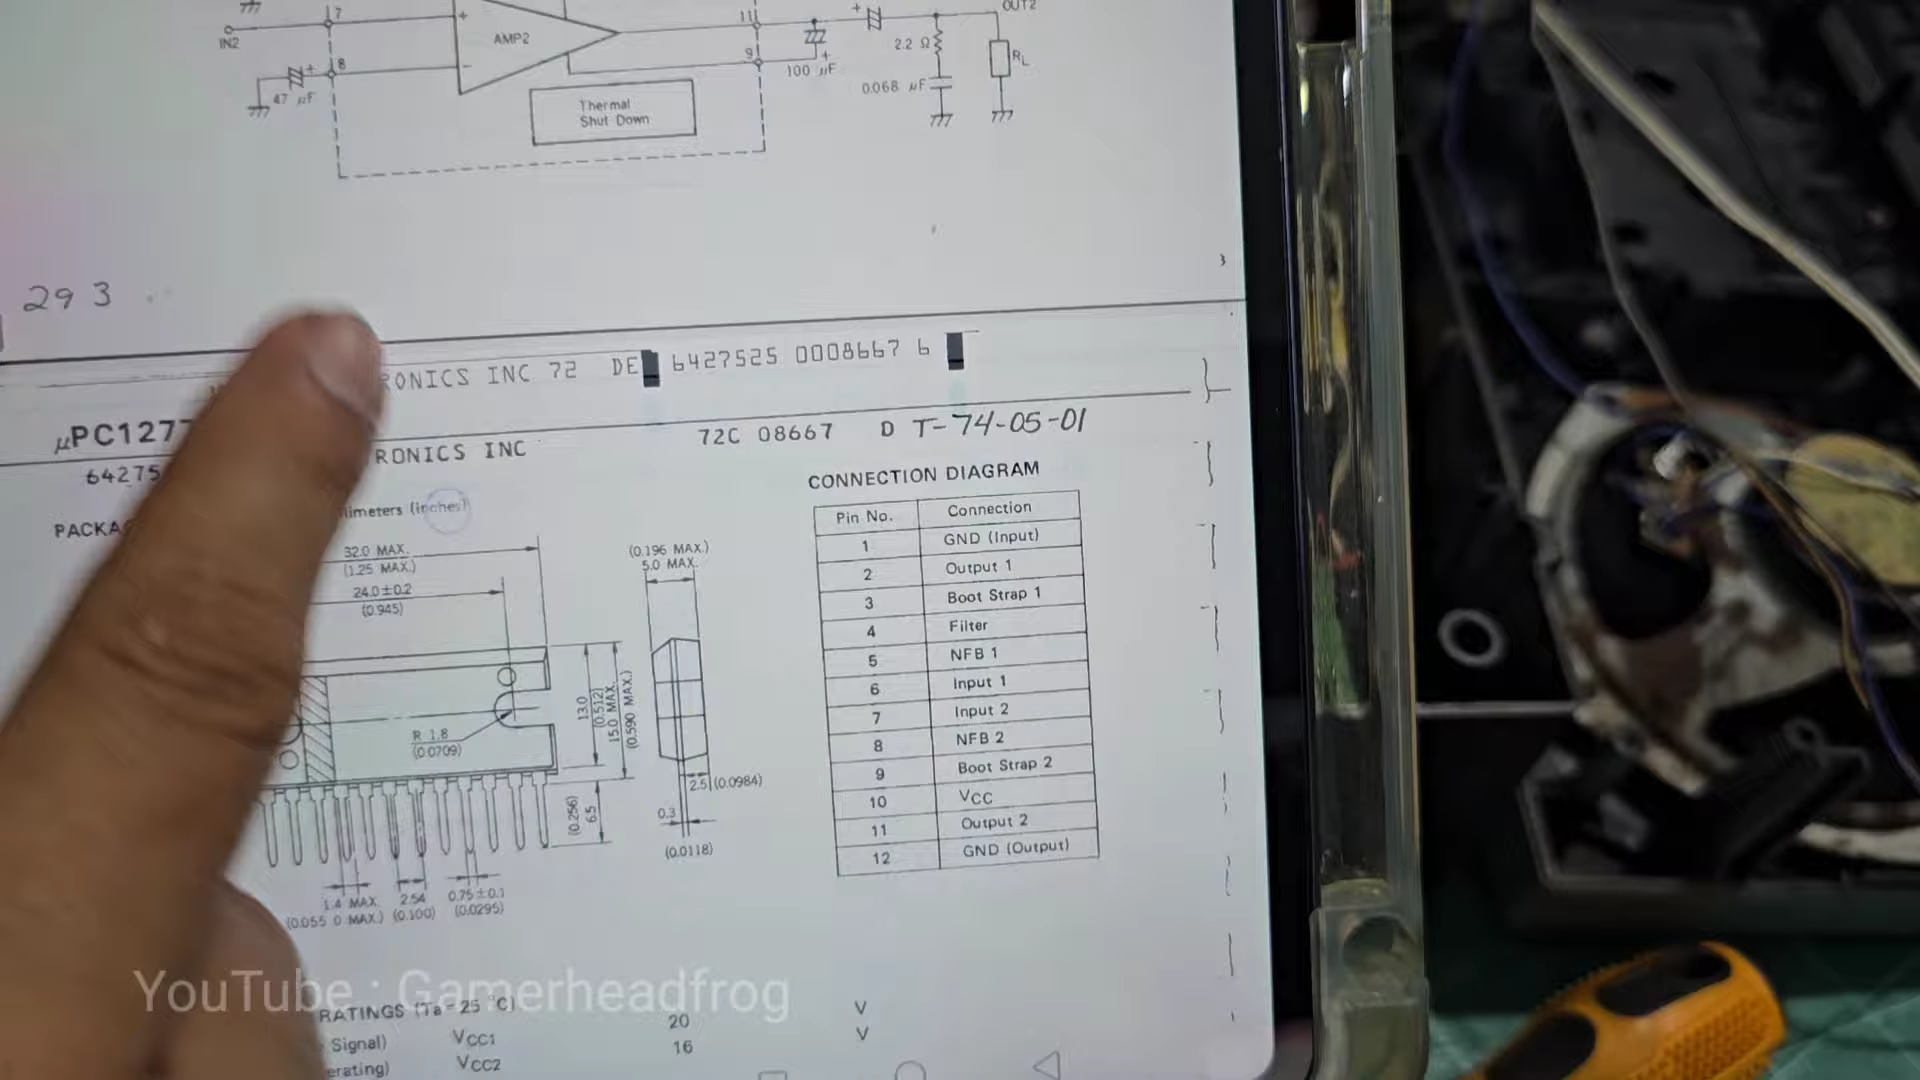 7
+
11
+
OUT2
IN2
AMP2
2.2 Ω
9
+
RL
+
8
-
100 µF
47 µF
0.068 µF
Thermal
Shut Down
3
293
RONICS INC 72 DE 6427525 0008667 6
µPC1277
RONICS INC
72C 08667 D T-74-05-01
64275
CONNECTION DIAGRAM
PACKA
limeters (inches)
Pin No. Connection
1 GND (Input)
2 Output 1
3 Boot Strap 1
4 Filter
5 NFB 1
6 Input 1
7 Input 2
8 NFB 2
9 Boot Strap 2
10 VCC
11 Output 2
12 GND (Output)
32.0 MAX.
(1.25 MAX.)
(0.196 MAX.)
5.0 MAX.
24.0±0.2
(0.945)
13.0
(0.512)
15.0 MAX.
(0.590 MAX.)
R 1.8
(0.0709)
2.5 (0.0984)
(0.256)
6.5
0.3
(0.0118)
1.4 MAX.
(0.055 0 MAX.)
2.54
(0.100)
0.75±0.1
(0.0295)
YouTube : Gamerheadfrog
RATINGS (Ta=25 °C)
Signal) VCC1 20 V
erating) VCC2 16 V